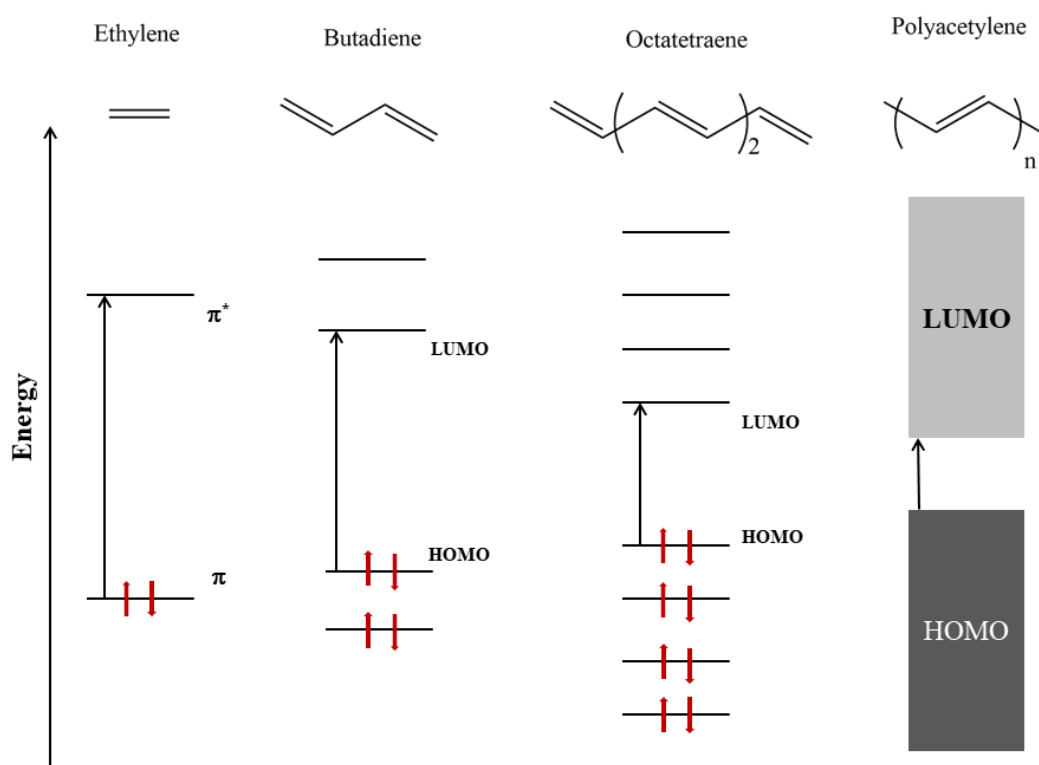 Ethylene
Butadiene
Octatetraene
Polyacetylene
2
n
Energy
π*
LUMO
LUMO
LUMO
π
HOMO
HOMO
HOMO